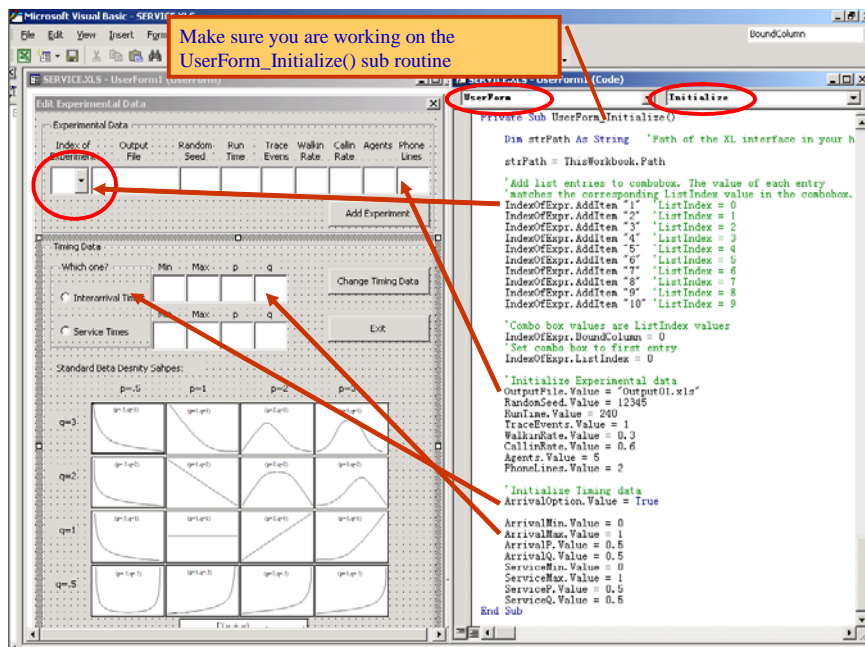 Microsoft Visual Basic - SERVICE.XLS
File Edit View Insert
BoundColumn
Make sure you are working on the
UserForm_Initialize() sub routine
SERVICE.XLS - UserForm1 (UserForm)
Edit Experimental Data
Experimental Data
Index of Experiment Output File Random Seed Run Time Trace Evens Walkin Rate Callin Rate Agents Phone Lines
Add Experiment
Timing Data
Which one? Min Max p q
Interarrival Times
Change Timing Data
Min Max p q
Service Times
Exit
Standard Beta Desnity Sahpes:
p=.5 p=1 p=2 p=3
q=3
q=2
q=1
q=.5
SERVICE.XLS - UserForm1 (Code)
UserForm Initialize
Private Sub UserForm_Initialize()
Dim strPath As String 'Path of the XL interface in your h
strPath = ThisWorkbook.Path
'Add list entries to combobox. The value of each entry
'matches the corresponding ListIndex value in the combobox.
IndexOfExpr.AddItem "1" 'ListIndex = 0
IndexOfExpr.AddItem "2" 'ListIndex = 1
IndexOfExpr.AddItem "3" 'ListIndex = 2
IndexOfExpr.AddItem "4" 'ListIndex = 3
IndexOfExpr.AddItem "5" 'ListIndex = 4
IndexOfExpr.AddItem "6" 'ListIndex = 5
IndexOfExpr.AddItem "7" 'ListIndex = 6
IndexOfExpr.AddItem "8" 'ListIndex = 7
IndexOfExpr.AddItem "9" 'ListIndex = 8
IndexOfExpr.AddItem "10" 'ListIndex = 9
'Combo box values are ListIndex values
IndexOfExpr.BoundColumn = 0
'Set combo box to first entry
IndexOfExpr.ListIndex = 0
'Initialize Experimental data
OutputFile.Value = "Output01.xls"
RandomSeed.Value = 12345
RunTime.Value = 240
TraceEvents.Value = 1
WalkinRate.Value = 0.3
CallinRate.Value = 0.6
Agents.Value = 5
PhoneLines.Value = 2
'Initialize Timing data
ArrivalOption.Value = True
ArrivalMin.Value = 0
ArrivalMax.Value = 1
ArrivalP.Value = 0.5
ArrivalQ.Value = 0.5
ServiceMin.Value = 0
ServiceMax.Value = 1
ServiceP.Value = 0.5
ServiceQ.Value = 0.5
End Sub